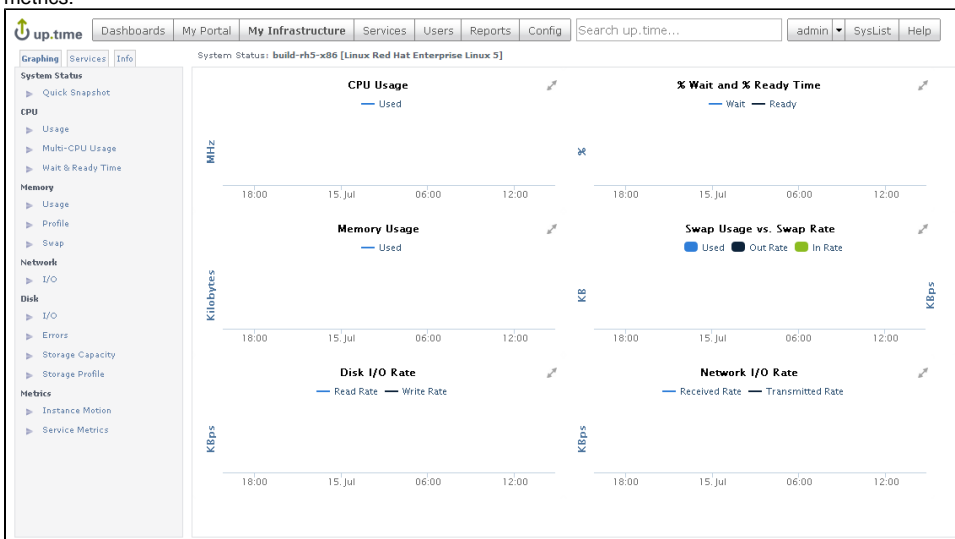 metrics.
up.time Dashboards My Portal My Infrastructure Services Users Reports Config Search up.time... admin SysList Help
Graphing Services Info
System Status: build-rh5-x86 [Linux Red Hat Enterprise Linux 5]
System Status
Quick Snapshot
CPU
Usage
Multi-CPU Usage
Wait & Ready Time
Memory
Usage
Profile
Swap
Network
I/O
Disk
I/O
Errors
Storage Capacity
Storage Profile
Metrics
Instance Motion
Service Metrics
CPU Usage
Used
MHz
18:00 15. Jul 06:00 12:00
% Wait and % Ready Time
Wait Ready
%
18:00 15. Jul 06:00 12:00
Memory Usage
Used
Kilobytes
18:00 15. Jul 06:00 12:00
Swap Usage vs. Swap Rate
Used Out Rate In Rate
KB
KBps
18:00 15. Jul 06:00 12:00
Disk I/O Rate
Read Rate Write Rate
KBps
18:00 15. Jul 06:00 12:00
Network I/O Rate
Received Rate Transmitted Rate
KBps
18:00 15. Jul 06:00 12:00